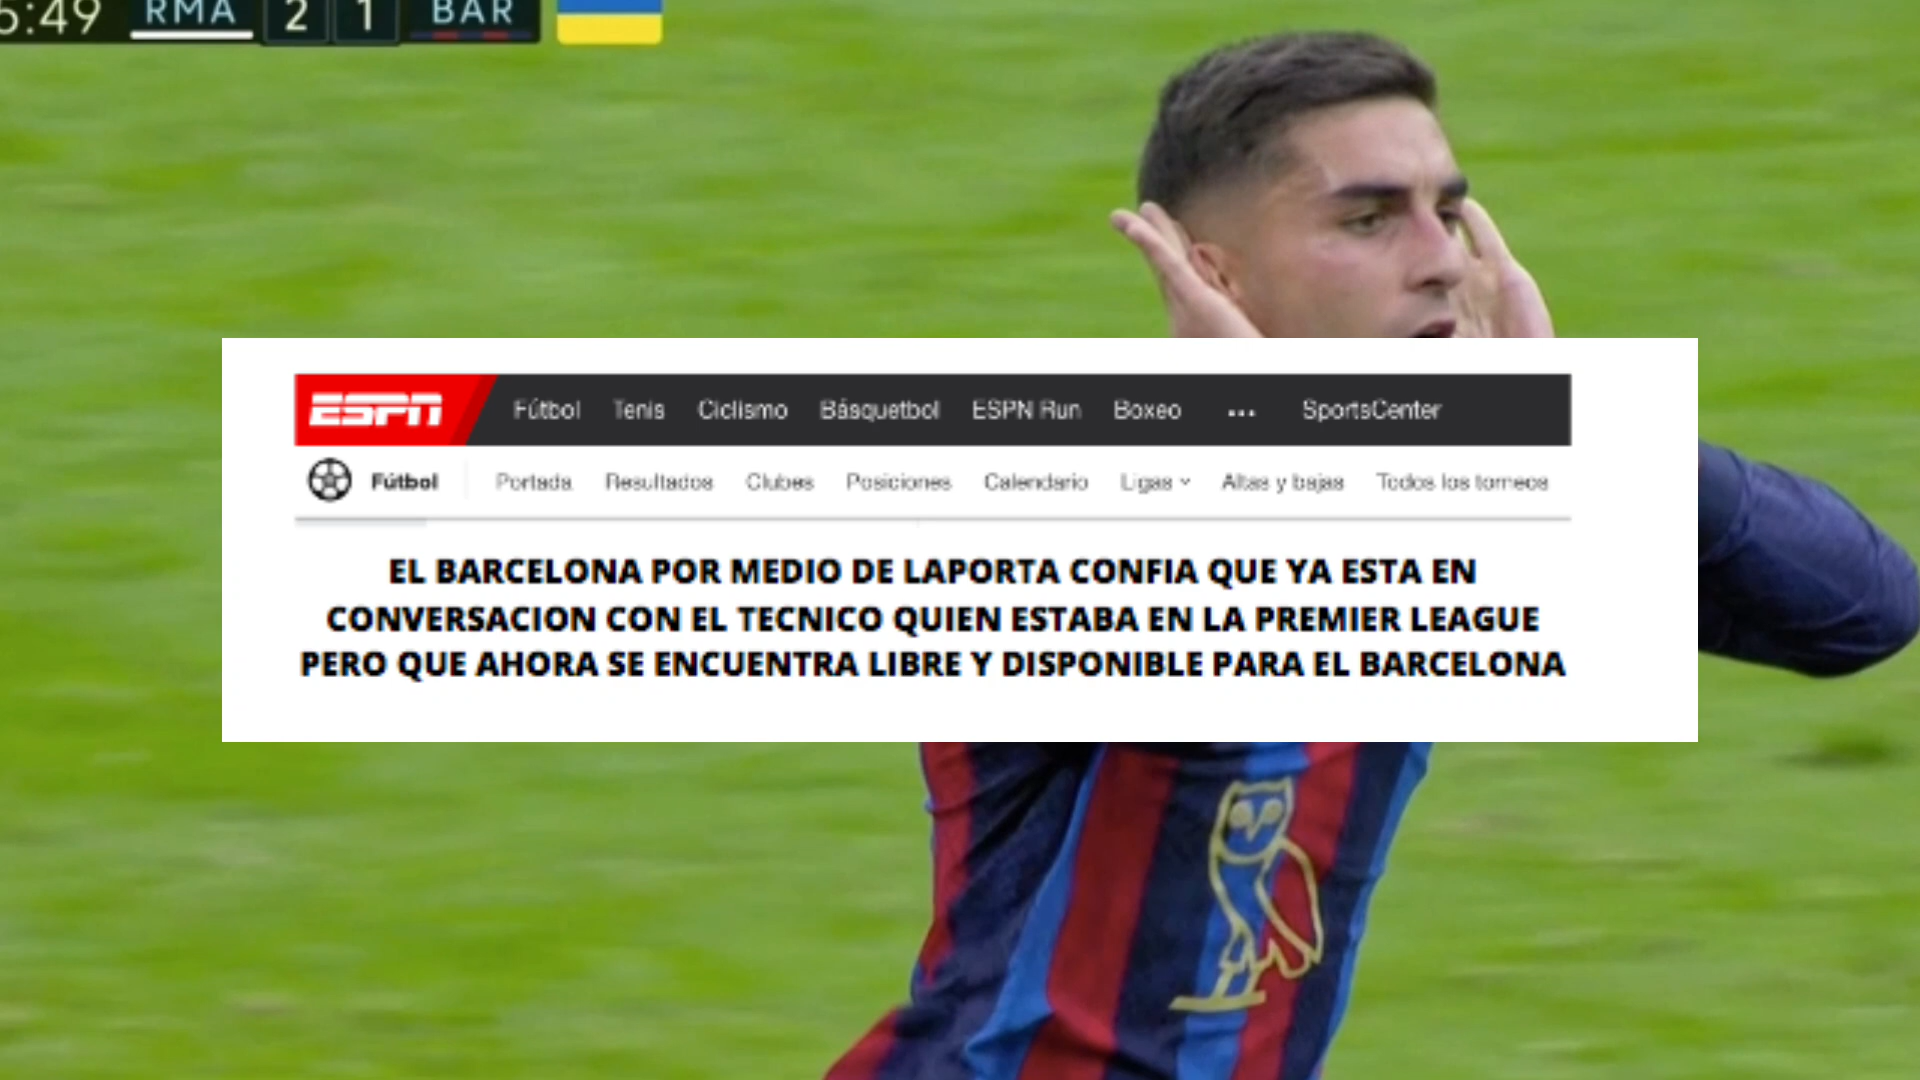 5:49 RMA 2 1 BAR
ESPN Fútbol Tenis Ciclismo Básquetbol ESPN Run Boxeo ... SportsCenter
Fútbol Portada Resultados Clubes Posiciones Calendario Ligas Altas y bajas Todos los torneos
EL BARCELONA POR MEDIO DE LAPORTA CONFIA QUE YA ESTA EN
CONVERSACION CON EL TECNICO QUIEN ESTABA EN LA PREMIER LEAGUE
PERO QUE AHORA SE ENCUENTRA LIBRE Y DISPONIBLE PARA EL BARCELONA